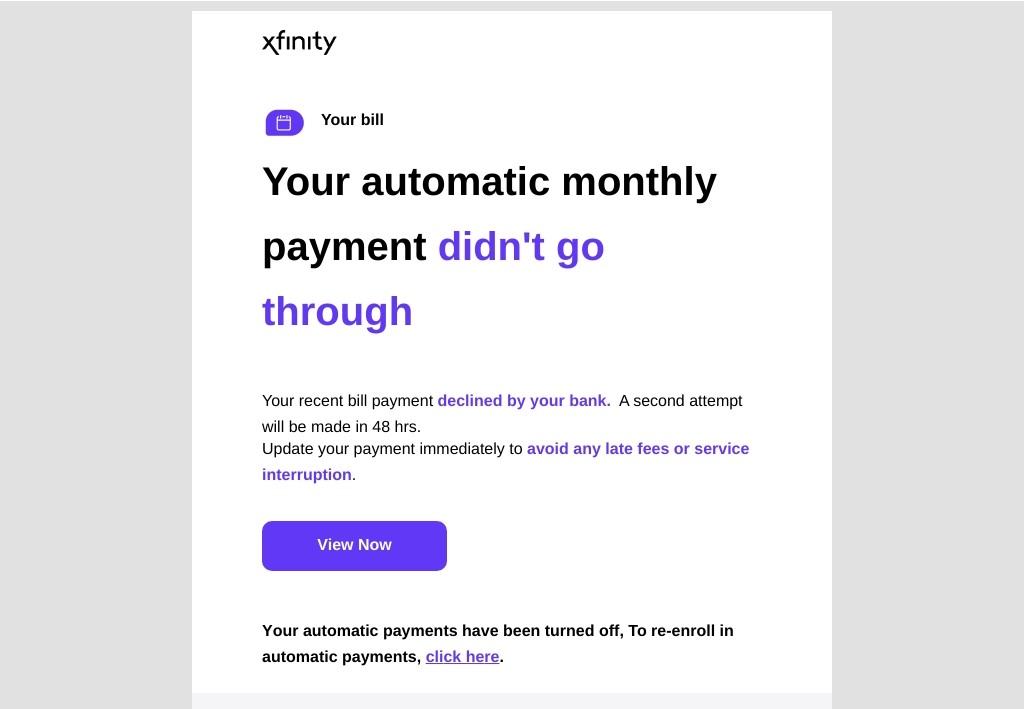 xfinity
Your bill
Your automatic monthly
payment didn't go
through
Your recent bill payment declined by your bank.  A second attempt
will be made in 48 hrs.
Update your payment immediately to avoid any late fees or service
interruption.
View Now
Your automatic payments have been turned off, To re-enroll in
automatic payments, click here.